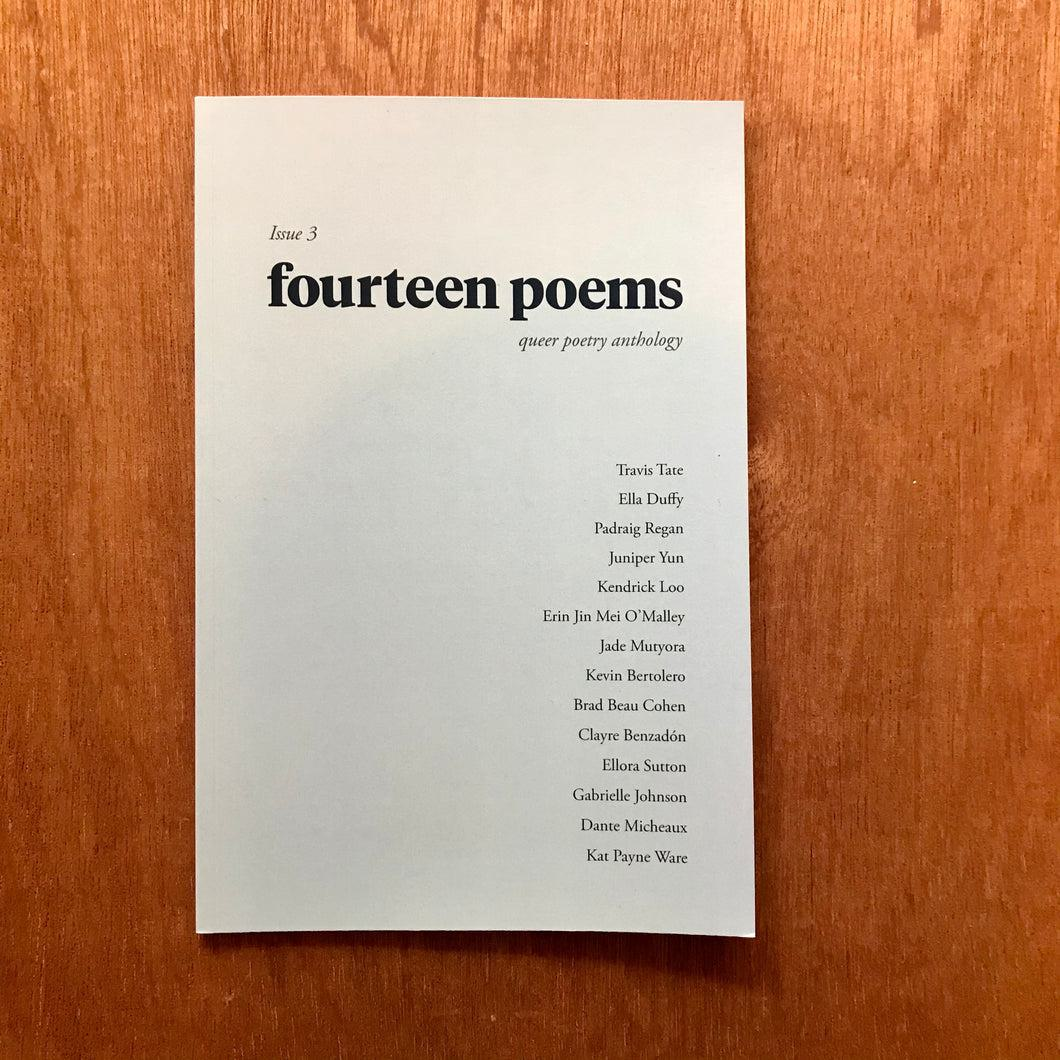 Issue 3
fourteen poems
queer poetry anthology
Travis Tate
Ella Duffy
Padraig Regan
Juniper Yun
Kendrick Loo
Erin Jin Mei O’Malley
Jade Mutyora
Kevin Bertolero
Brad Beau Cohen
Clayre Benzadón
Ellora Sutton
Gabrielle Johnson
Dante Micheaux
Kat Payne Ware